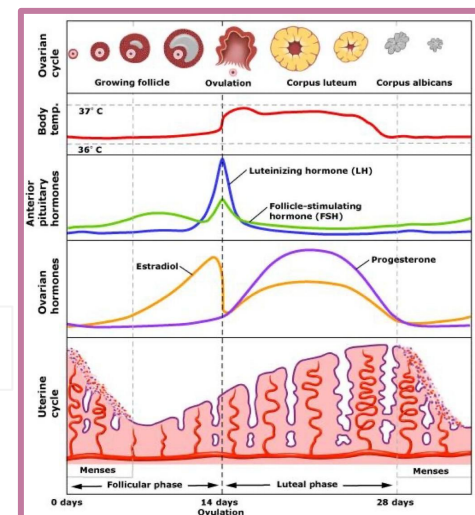 Ovarian
cycle
Growing follicle
Ovulation
Corpus luteum
Corpus albicans
Body
temp.
37° C
36° C
Anterior
pituitary
hormones
Luteinizing hormone (LH)
Follicle-stimulating
hormone (FSH)
Ovarian
hormones
Estradiol
Progesterone
Uterine
cycle
Menses
Menses
Follicular phase
Luteal phase
0 days
14 days
28 days
Ovulation